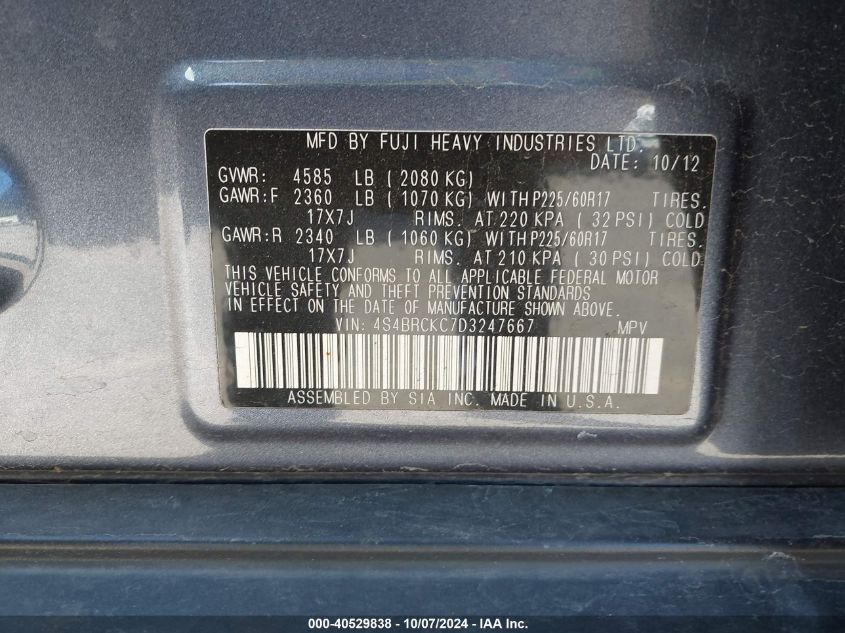 MFD BY FUJI HEAVY INDUSTRIES LTD.
DATE: 10/12
GVWR: 4585 LB ( 2080 KG)
GAWR:F 2360 LB ( 1070 KG) WITH P225/60R17 TIRES.
17X7J RIMS. AT 220 KPA ( 32 PSI) COLD
GAWR:R 2340 LB ( 1060 KG) WITH P225/60R17 TIRES.
17X7J RIMS. AT 210 KPA ( 30 PSI) COLD
THIS VEHICLE CONFORMS TO ALL APPLICABLE FEDERAL MOTOR
VEHICLE SAFETY AND THEFT PREVENTION STANDARDS
IN EFFECT ON THE DATE OF MANUFACTURE SHOWN ABOVE.
VIN: 4S4BRCKC7D3247667 MPV
ASSEMBLED BY SIA INC. MADE IN U.S.A.
000-40529838 - 10/07/2024 - IAA Inc.